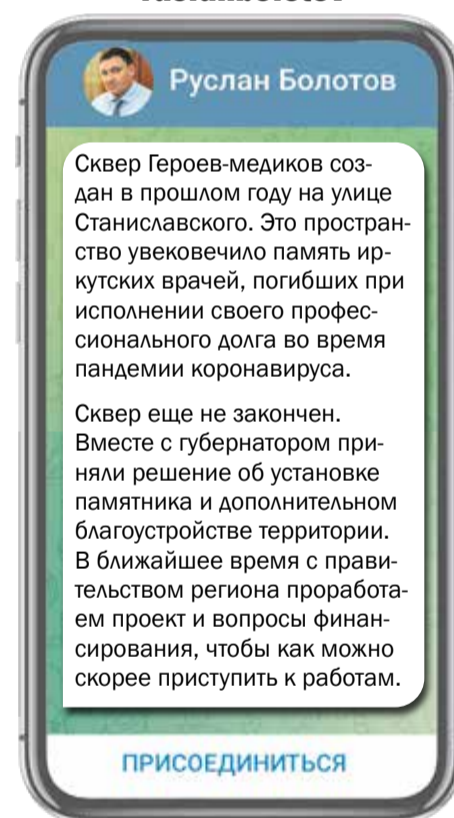 Руслан Болотов
Сквер Героев-медиков соз-
дан в прошлом году на улице
Станиславского. Это простран-
ство увековечило память ир-
кутских врачей, погибших при
исполнении своего профес-
сионального долга во время
пандемии коронавируса.
Сквер еще не закончен.
Вместе с губернатором при-
няли решение об установке
памятника и дополнительном
благоустройстве территории.
В ближайшее время с прави-
тельством региона проработа-
ем проект и вопросы финан-
сирования, чтобы как можно
скорее приступить к работам.
ПРИСОЕДИНИТЬСЯ